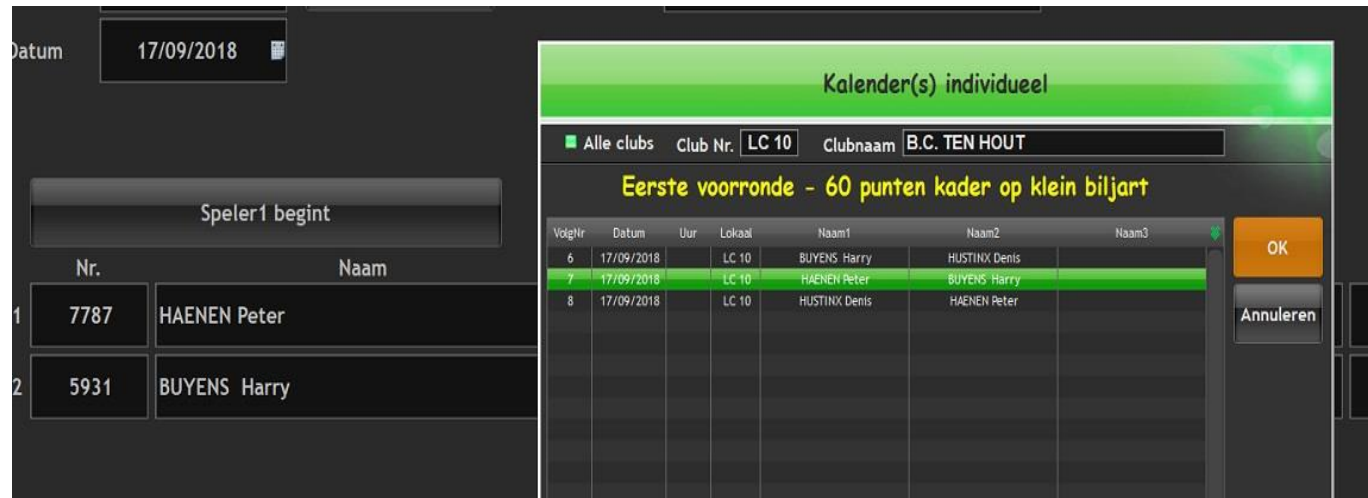 Datum 17/09/2018
Speler1 begint
Nr. Naam
1 7787 HAENEN Peter
2 5931 BUYENS Harry
Kalender(s) individueel
Alle clubs Club Nr. LC 10 Clubnaam B.C. TEN HOUT
Eerste voorronde - 60 punten kader op klein biljart
VolgNr Datum Uur Lokaal Naam1 Naam2 Naam3
6 17/09/2018 LC 10 BUYENS Harry HUSTINX Denis
7 17/09/2018 LC 10 HAENEN Peter BUYENS Harry
8 17/09/2018 LC 10 HUSTINX Denis HAENEN Peter
OK
Annuleren